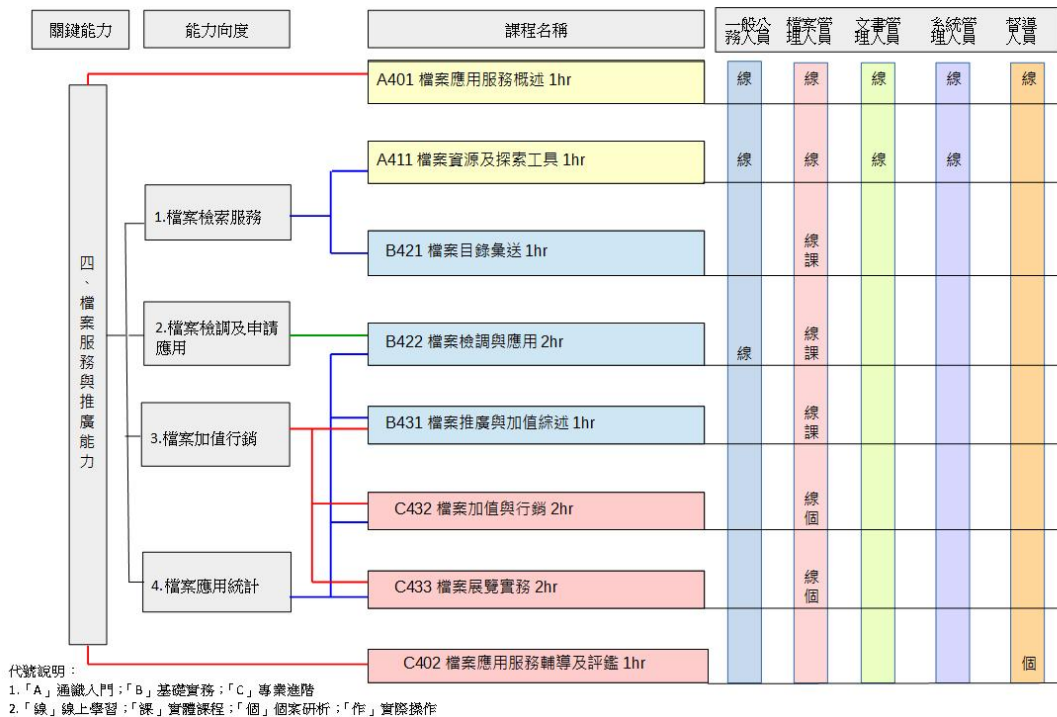 關鍵能力
能力向度
課程名稱
一般公
務人員
檔案管
理人員
文書管
理人員
系統管
理人員
督導
人員
A401 檔案應用服務概述 1hr
線
線
線
線
線
A411 檔案資源及探索工具 1hr
線
線
線
線
1.檔案檢索服務
B421 檔案目錄彙送 1hr
線
課
四、檔案服務與推廣能力
2.檔案檢調及申請
應用
B422 檔案檢調與應用 2hr
線
線
課
3.檔案加值行銷
B431 檔案推廣與加值綜述 1hr
線
課
C432 檔案加值與行銷 2hr
線
個
4.檔案應用統計
C433 檔案展覽實務 2hr
線
個
C402 檔案應用服務輔導及評鑑 1hr
個
代號說明：
1.「A」通識入門；「B」基礎實務；「C」專業進階
2.「線」線上學習；「課」實體課程；「個」個案研析；「作」實際操作